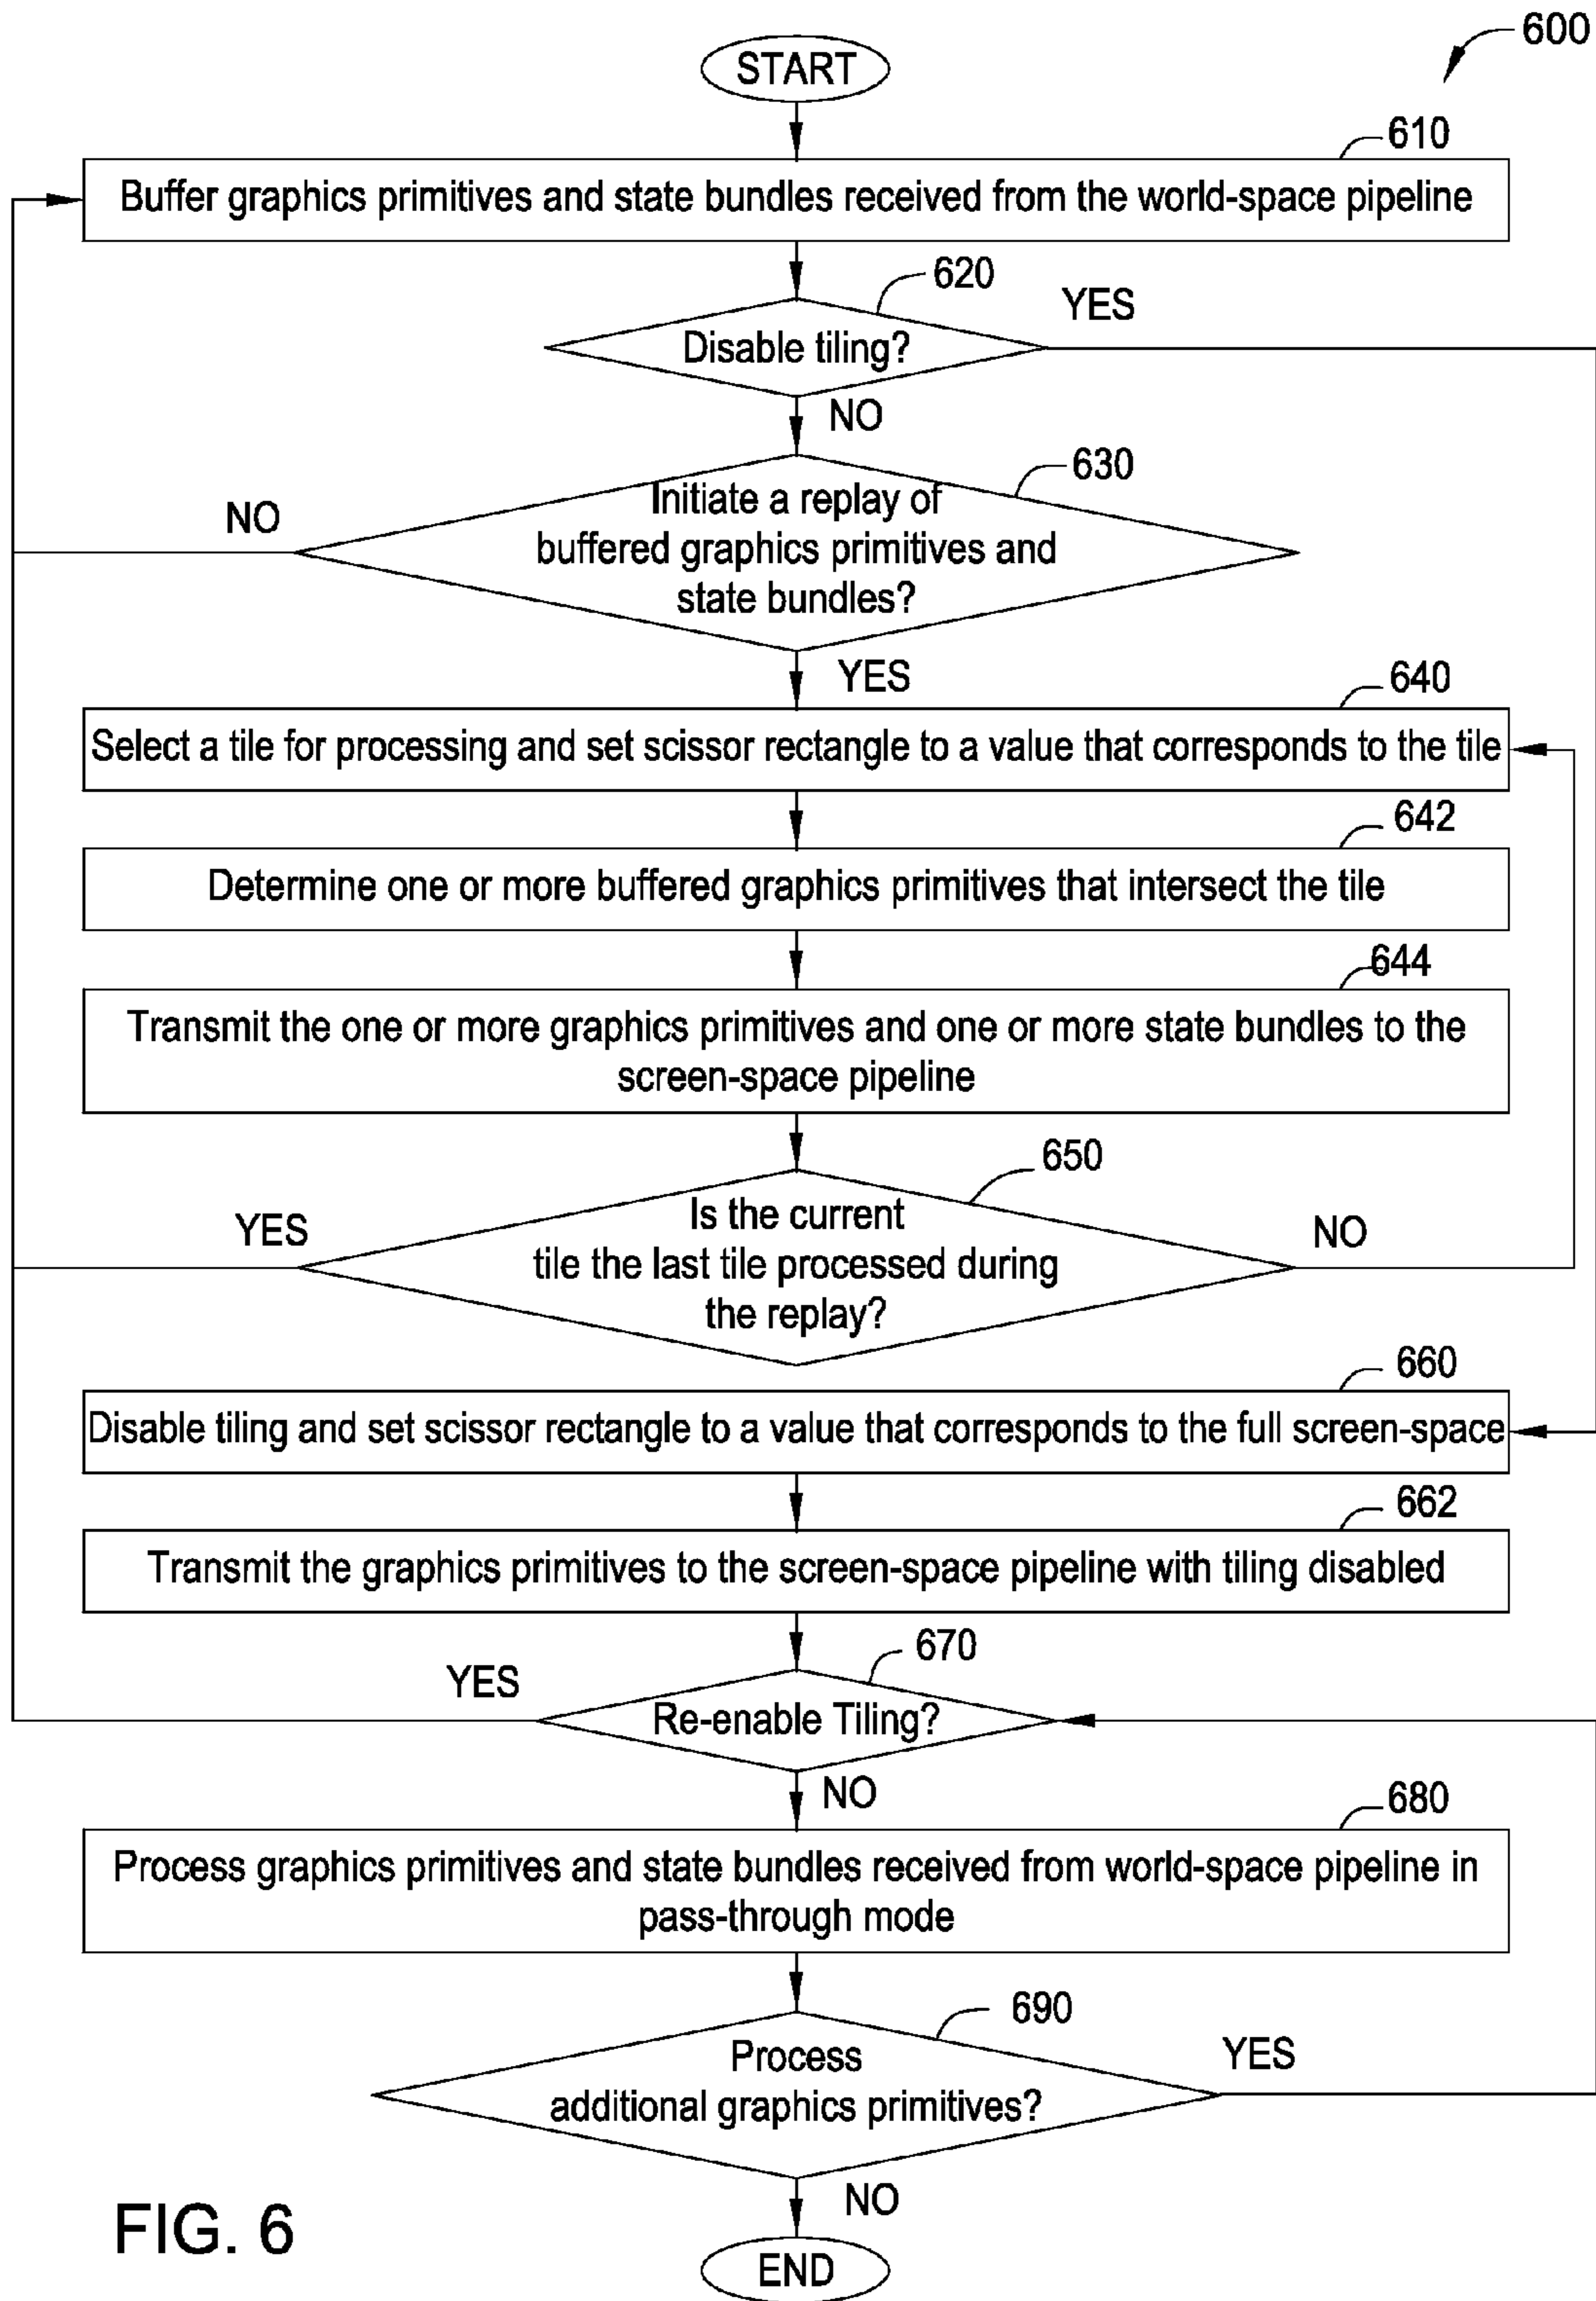 600
START
610
Buffer graphics primitives and state bundles received from the world-space pipeline
620
YES
Disable tiling?
NO
630
NO
Initiate a replay of
buffered graphics primitives and
state bundles?
YES
640
Select a tile for processing and set scissor rectangle to a value that corresponds to the tile
642
Determine one or more buffered graphics primitives that intersect the tile
644
Transmit the one or more graphics primitives and one or more state bundles to the
screen-space pipeline
650
YES
Is the current
tile the last tile processed during
the replay?
NO
660
Disable tiling and set scissor rectangle to a value that corresponds to the full screen-space
662
Transmit the graphics primitives to the screen-space pipeline with tiling disabled
670
YES
Re-enable Tiling?
NO
680
Process graphics primitives and state bundles received from world-space pipeline in
pass-through mode
690
Process
additional graphics primitives?
YES
NO
FIG. 6
END